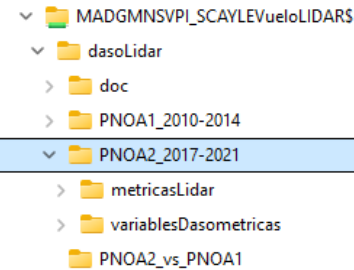 MADGMNSVPI_SCAYLEVueloLIDAR$
dasoLidar
doc
PNOA1_2010-2014
PNOA2_2017-2021
metricasLidar
variablesDasometricas
PNOA2_vs_PNOA1